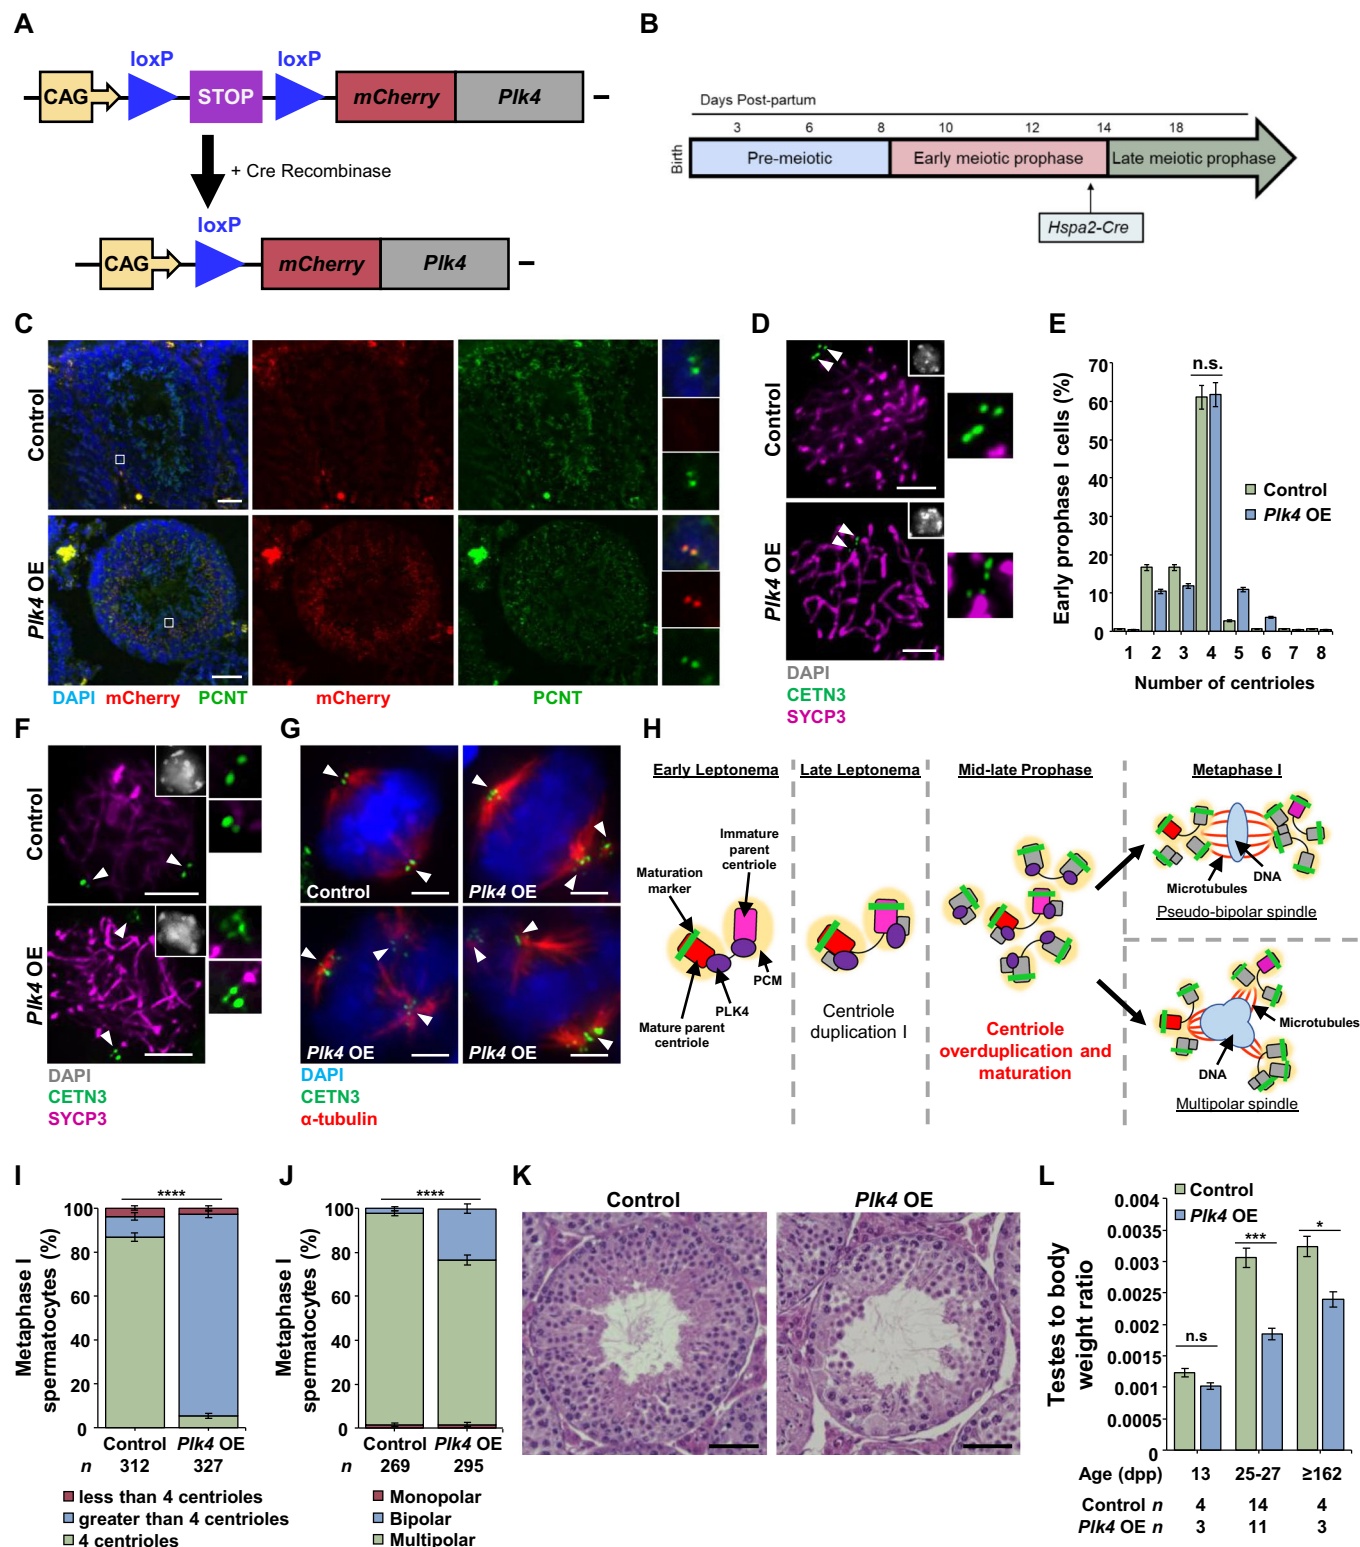 A
loxP
loxP
CAG
STOP
mCherry
Plk4
+ Cre Recombinase
loxP
CAG
mCherry
Plk4
B
Days Post-partum
3 6 8 10 12 14 18
Birth
Pre-meiotic
Early meiotic prophase
Late meiotic prophase
Hspa2-Cre
C
Control
Plk4 OE
DAPI mCherry PCNT
mCherry
PCNT
D
Control
Plk4 OE
DAPI
CETN3
SYCP3
E
Early prophase I cells (%)
70
60
50
40
30
20
10
0
n.s.
Control
Plk4 OE
1 2 3 4 5 6 7 8
Number of centrioles
F
Control
Plk4 OE
DAPI
CETN3
SYCP3
G
Control
Plk4 OE
Plk4 OE
Plk4 OE
DAPI
CETN3
α-tubulin
H
Early Leptonema
Late Leptonema
Mid-late Prophase
Metaphase I
Immature
parent
centriole
Maturation
marker
PCM
PLK4
Mature parent
centriole
Centriole
duplication I
Centriole
overduplication and
maturation
DNA
Microtubules
Pseudo-bipolar spindle
Microtubules
DNA
Multipolar spindle
I
Metaphase I
spermatocytes (%)
****
100
80
60
40
20
0
Control Plk4 OE
n 312 327
less than 4 centrioles
greater than 4 centrioles
4 centrioles
J
Metaphase I
spermatocytes (%)
****
100
80
60
40
20
0
Control Plk4 OE
n 269 295
Monopolar
Bipolar
Multipolar
K
Control
Plk4 OE
L
Control
Plk4 OE
Testes to body
weight ratio
0.004
0.0035
0.003
0.0025
0.002
0.0015
0.001
0.0005
0
n.s
***
*
Age (dpp) 13 25-27 ≥162
Control n 4 14 4
Plk4 OE n 3 11 3